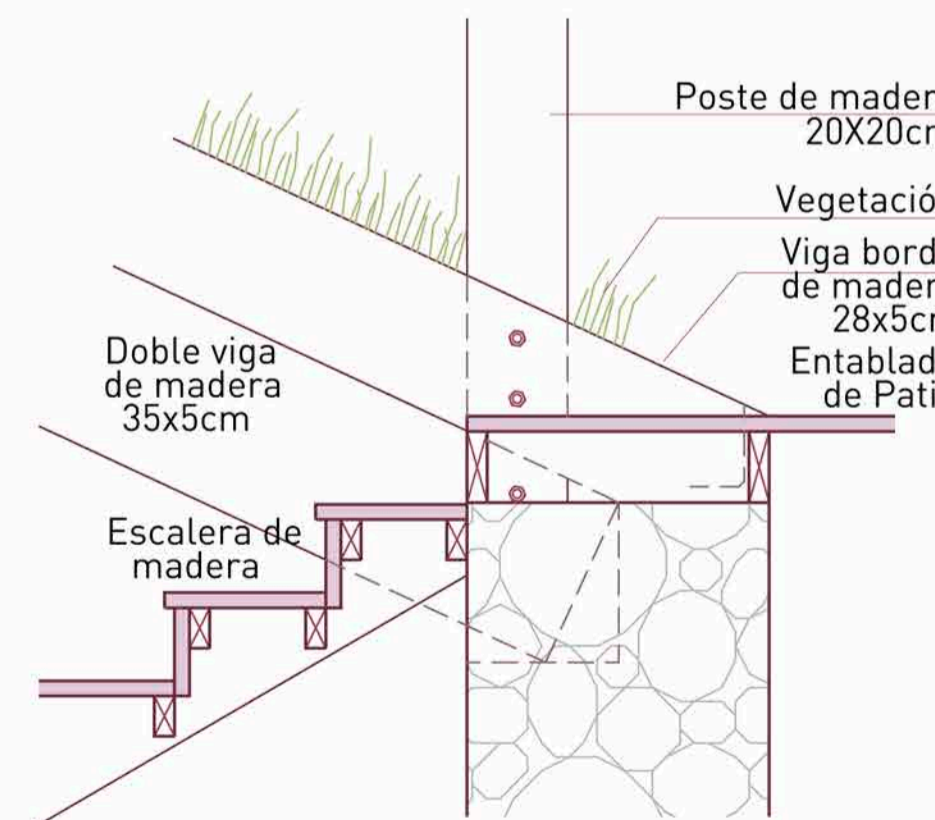 Poste de mader
20X20cr
Vegetació
Viga bord
de mader
28x5cr
Entablad
de Pati
Doble viga
de madera
35x5cm
Escalera de
madera